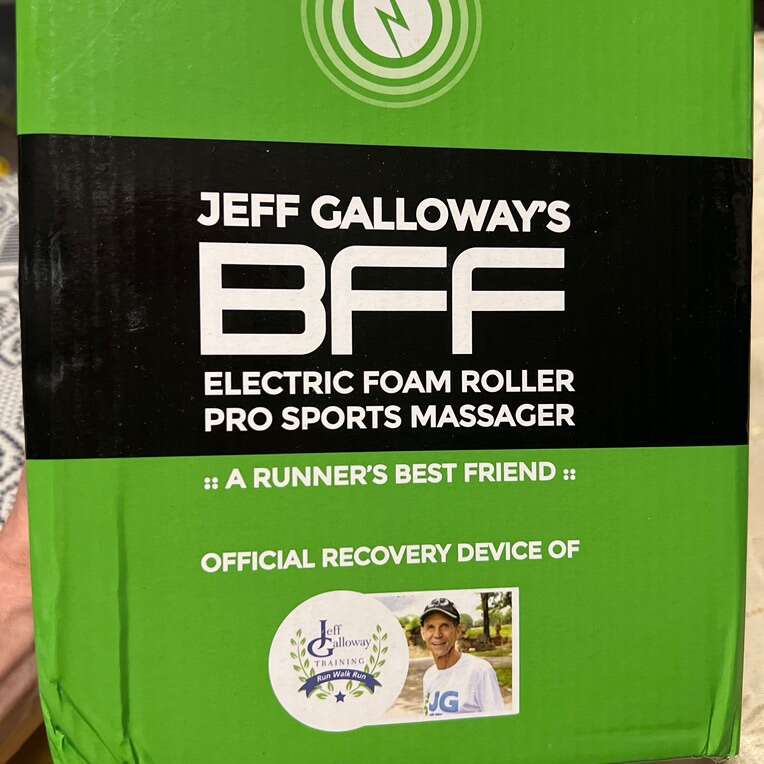 JEFF GALLOWAY'S
BFF
ELECTRIC FOAM ROLLER
PRO SPORTS MASSAGER
:: A RUNNER'S BEST FRIEND ::
OFFICIAL RECOVERY DEVICE OF
Jeff
Galloway
TRAINING
Run Walk Run
JG